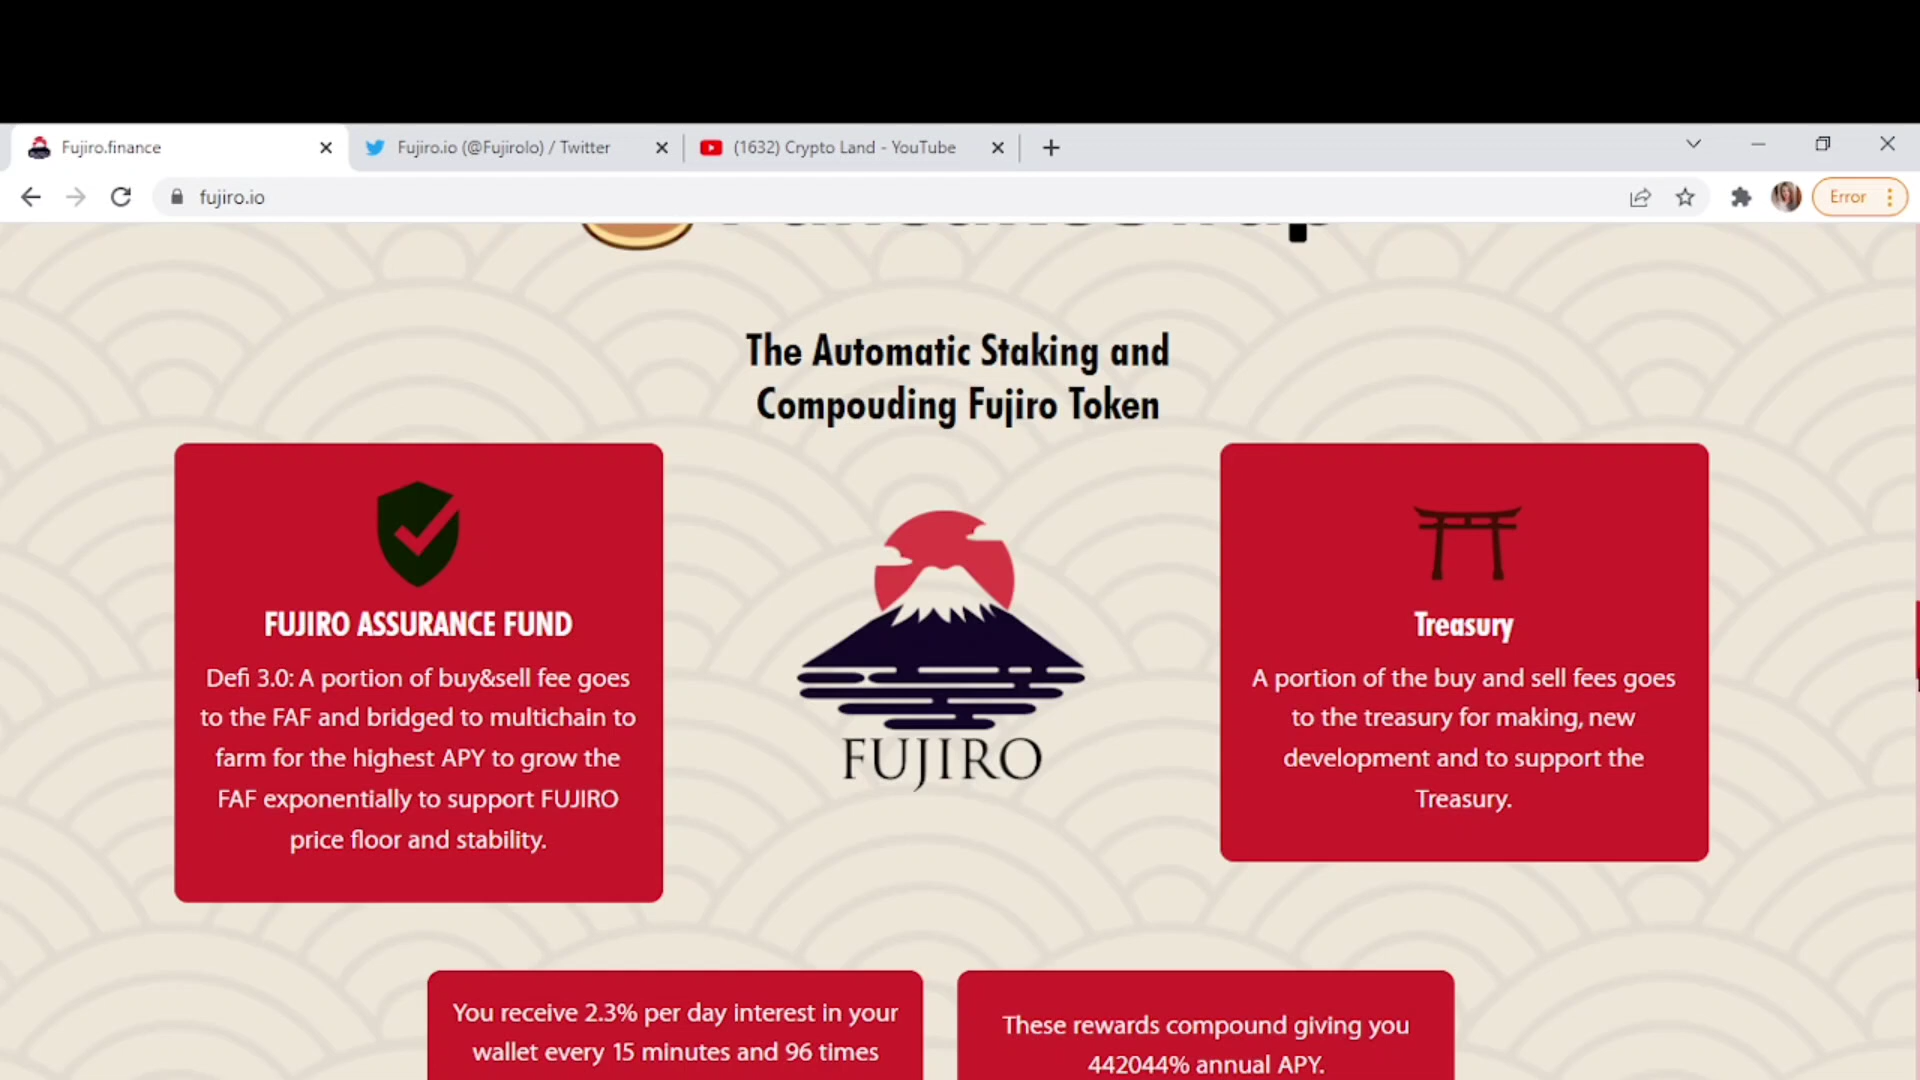 Fujiro.finance
Fujiro.io (@FujiroIo) / Twitter
(1632) Crypto Land - YouTube
fujiro.io
Error
The Automatic Staking and
Compouding Fujiro Token
FUJIRO ASSURANCE FUND
Defi 3.0: A portion of buy&sell fee goes
to the FAF and bridged to multichain to
farm for the highest APY to grow the
FAF exponentially to support FUJIRO
price floor and stability.
FUJIRO
Treasury
A portion of the buy and sell fees goes
to the treasury for making, new
development and to support the
Treasury.
You receive 2.3% per day interest in your
wallet every 15 minutes and 96 times
These rewards compound giving you
442044% annual APY.